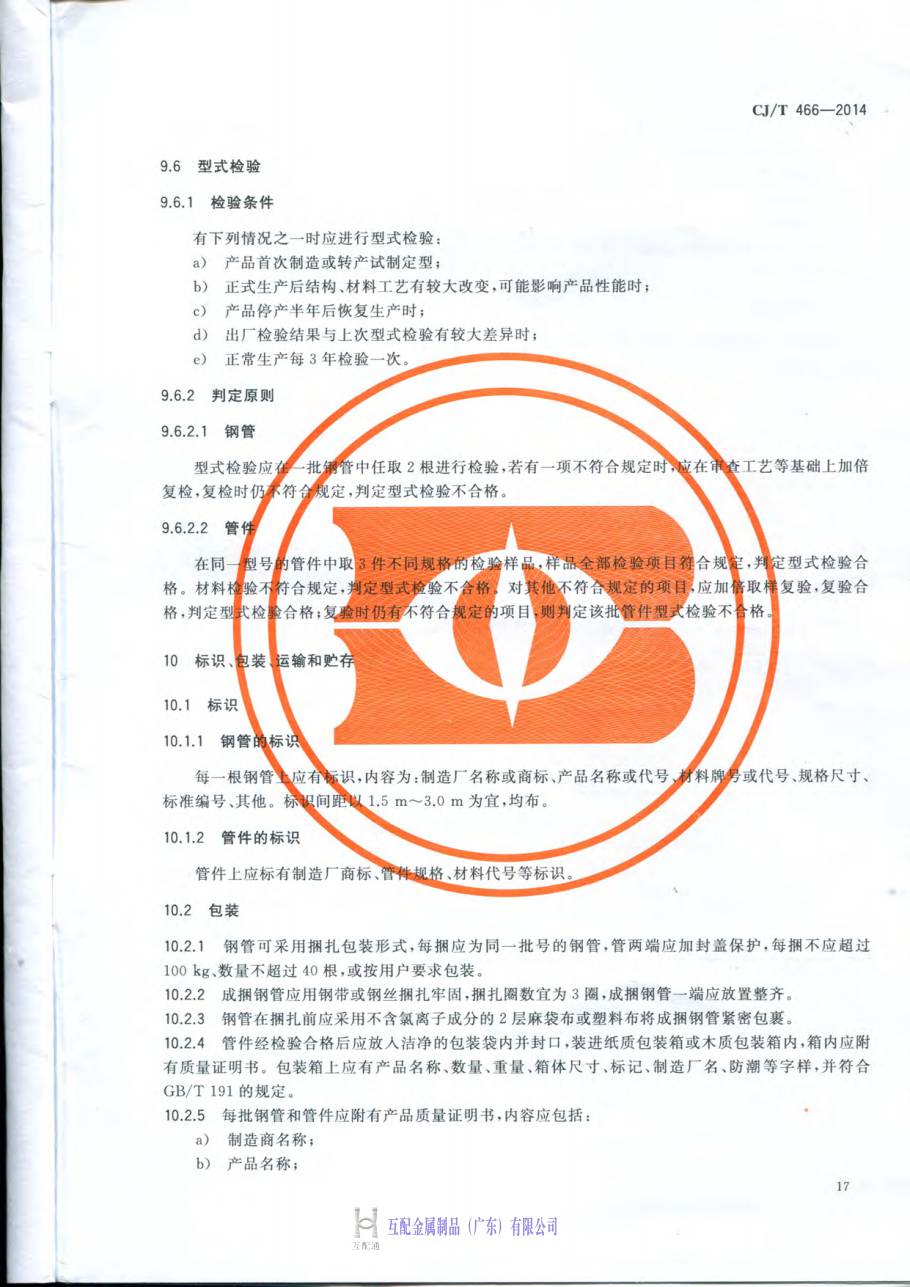 CJ/T 466—2014
9.6 型式检验
9.6.1 检验条件
有下列情况之一时应进行型式检验:
a) 产品首次制造或转产试制定型;
b) 正式生产后结构、材料工艺有较大改变,可能影响产品性能时;
c) 产品停产半年后恢复生产时;
d) 出厂检验结果与上次型式检验有较大差异时;
e) 正常生产每 3 年检验一次。
9.6.2 判定原则
9.6.2.1 钢管
型式检验应在一批钢管中任取 2 根进行检验,若有一项不符合规定时,应在审查工艺等基础上加倍
复检,复检时仍不符合规定,判定型式检验不合格。
9.6.2.2 管件
在同一型号的管件中取 3 件不同规格的检验样品,样品全部检验项目符合规定,判定型式检验合
格。材料检验不符合规定,判定型式检验不合格。对其他不符合规定的项目,应加倍取样复验,复验合
格,判定型式检验合格;复验时仍有不符合规定的项目,则判定该批管件型式检验不合格。
10 标识、包装、运输和贮存
10.1 标识
10.1.1 钢管的标识
每一根钢管上应有标识,内容为:制造厂名称或商标、产品名称或代号、材料牌号或代号、规格尺寸、
标准编号、其他。标识间距以 1.5 m～3.0 m 为宜,均布。
10.1.2 管件的标识
管件上应标有制造厂商标、管件规格、材料代号等标识。
10.2 包装
10.2.1 钢管可采用捆扎包装形式,每捆应为同一批号的钢管,管两端应加封盖保护,每捆不应超过
100 kg、数量不超过 40 根,或按用户要求包装。
10.2.2 成捆钢管应用钢带或钢丝捆扎牢固,捆扎圈数宜为 3 圈,成捆钢管一端应放置整齐。
10.2.3 钢管在捆扎前应采用不含氯离子成分的 2 层麻袋布或塑料布将成捆钢管紧密包裹。
10.2.4 管件经检验合格后应放入洁净的包装袋内并封口,装进纸质包装箱或木质包装箱内,箱内应附
有质量证明书。包装箱上应有产品名称、数量、重量、箱体尺寸、标记、制造厂名、防潮等字样,并符合
GB/T 191 的规定。
10.2.5 每批钢管和管件应附有产品质量证明书,内容应包括:
a) 制造商名称;
b) 产品名称;
17
互配金属制品（广东）有限公司
互配通